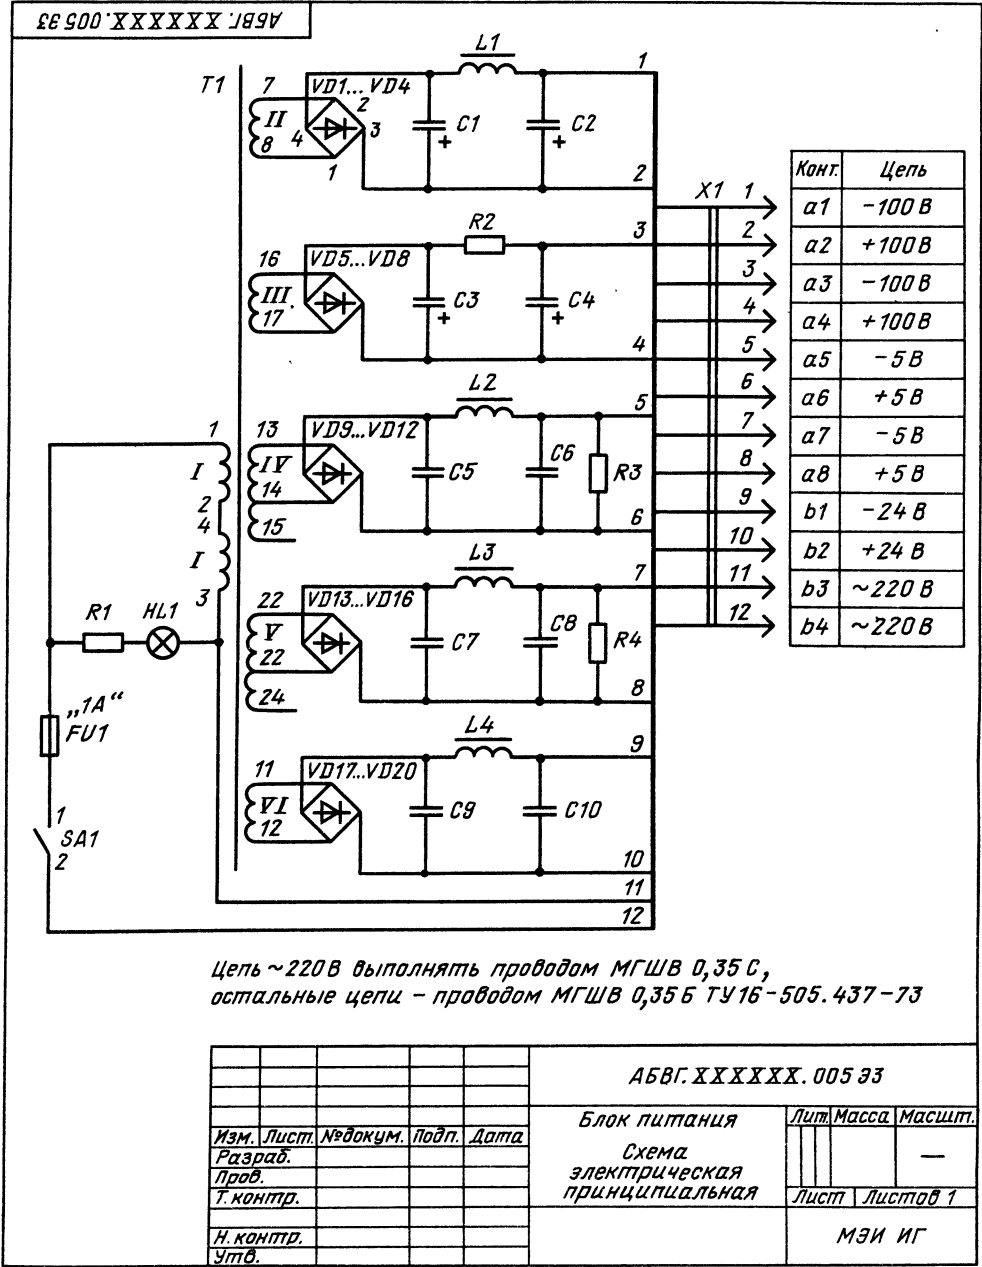 АБВГ.XXXXXX.005 ЭЗ
T1
7
II
8
VD1...VD4
2
4
3
1
L1
C1
+
C2
+
1
2
16
III
17
VD5...VD8
R2
C3
+
C4
+
3
4
1
I
2
4
I
3
13
IV
14
15
VD9...VD12
L2
C5
C6
R3
5
6
22
V
22
24
VD13...VD16
L3
C7
C8
R4
7
8
R1
HL1
„1A“
FU1
1
SA1
2
11
VI
12
VD17...VD20
L4
C9
C10
9
10
11
12
X1
1
2
3
4
5
6
7
8
9
10
11
12
Конт. Цепь
a1 −100 В
a2 +100 В
a3 −100 В
a4 +100 В
a5 −5 В
a6 +5 В
a7 −5 В
a8 +5 В
b1 −24 В
b2 +24 В
b3 ~220 В
b4 ~220 В
Цепь ~220 В выполнять проводом МГШВ 0,35 С,
остальные цепи – проводом МГШВ 0,35 Б ТУ16-505.437-73
АБВГ.XXXXXX.005 ЭЗ
Изм. Лист. №докум. Подп. Дата
Разраб.
Пров.
Т. контр.
Н. контр.
Утв.
Блок питания
Схема
электрическая
принципиальная
Лит. Масса Масшт.
—
Лист Листов 1
МЭИ ИГ